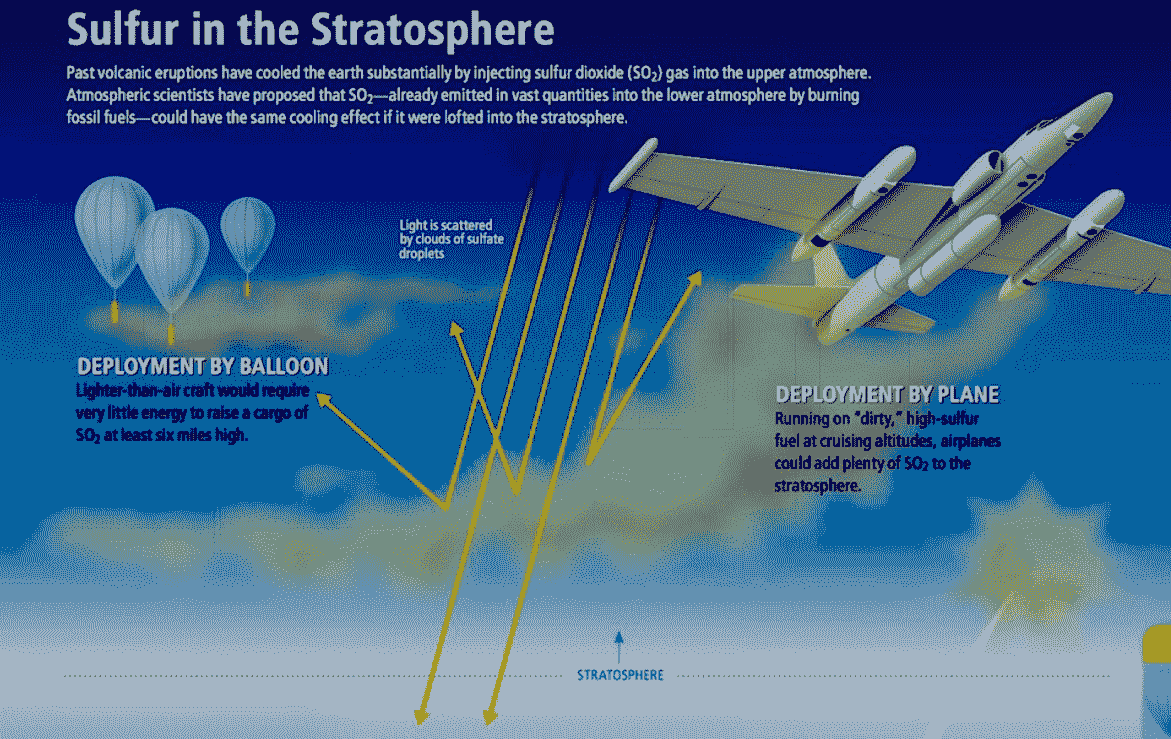 Sulfur in the Stratosphere
Past volcanic eruptions have cooled the earth substantially by injecting sulfur dioxide (SO₂) gas into the upper atmosphere.
Atmospheric scientists have proposed that SO₂—already emitted in vast quantities into the lower atmosphere by burning
fossil fuels—could have the same cooling effect if it were lofted into the stratosphere.
Light is scattered
by clouds of sulfate
droplets
DEPLOYMENT BY BALLOON
Lighter-than-air craft would require
very little energy to raise a cargo of
SO₂ at least six miles high.
DEPLOYMENT BY PLANE
Running on "dirty," high-sulfur
fuel at cruising altitudes, airplanes
could add plenty of SO₂ to the
stratosphere.
STRATOSPHERE